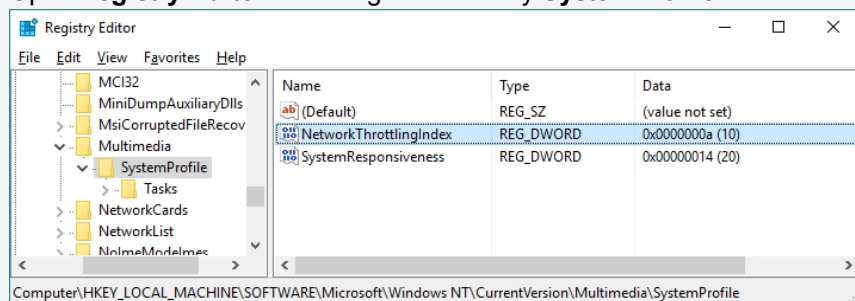 Registry Editor
File Edit View Favorites Help
MCI32
MiniDumpAuxiliaryDlls
MsiCorruptedFileRecov
Multimedia
SystemProfile
Tasks
NetworkCards
NetworkList
NoImeModeImes
Name Type Data
ab (Default) REG_SZ (value not set)
NetworkThrottlingIndex REG_DWORD 0x0000000a (10)
SystemResponsiveness REG_DWORD 0x00000014 (20)
Computer\HKEY_LOCAL_MACHINE\SOFTWARE\Microsoft\Windows NT\CurrentVersion\Multimedia\SystemProfile